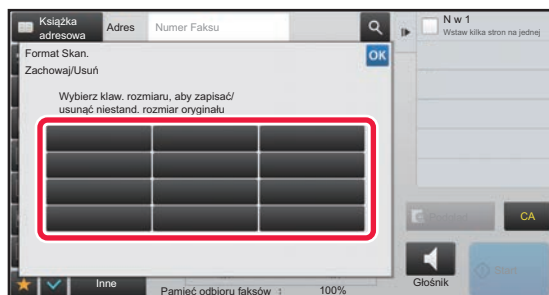 Książka
adresowa
Adres
Numer Faksu
N w 1
Wstaw kilka stron na jednej
Format Skan.
OK
Zachowaj/Usuń
Wybierz klaw. rozmiaru, aby zapisać/
usunąć niestand. rozmiar oryginału
CA
Start
Głośnik
Inne
Pamięć odbioru faksów : 100%